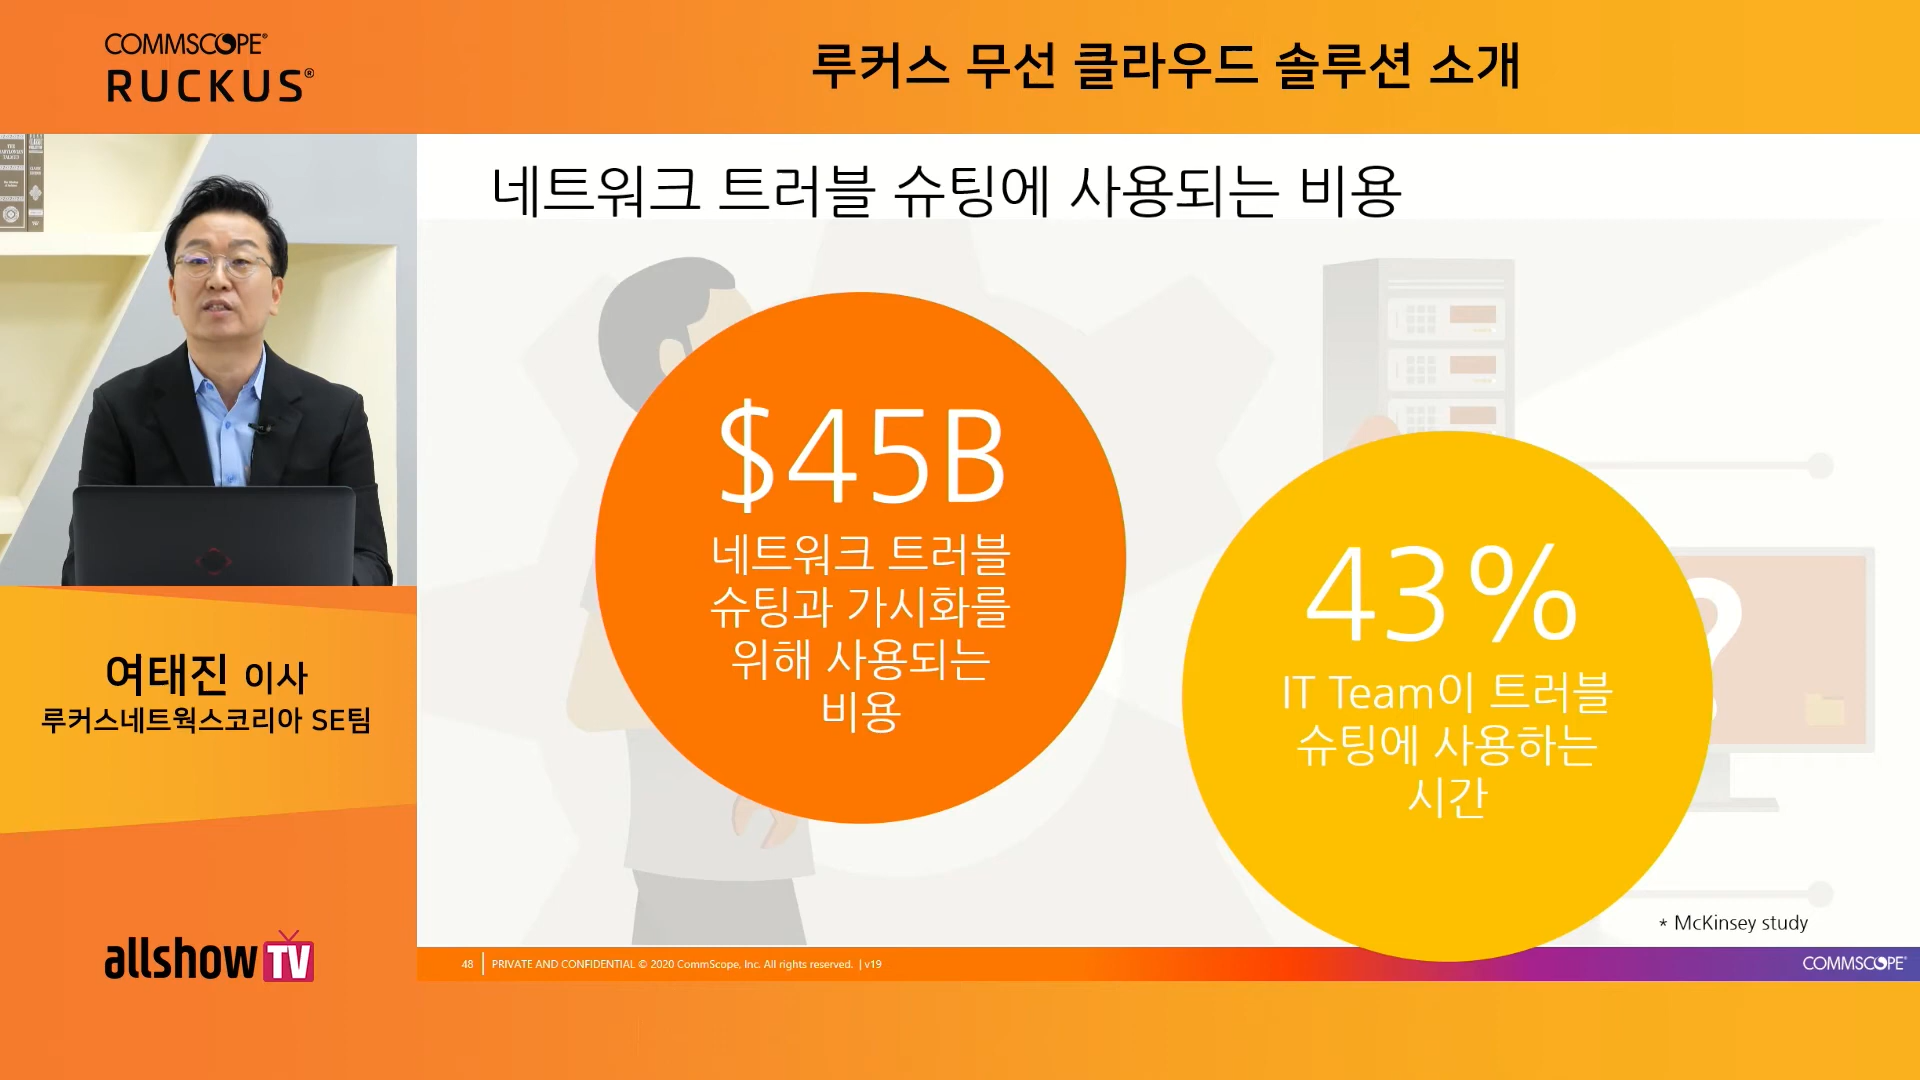 COMMSCOPE®
RUCKUS®
루커스 무선 클라우드 솔루션 소개
네트워크 트러블 슈팅에 사용되는 비용
$45B
네트워크 트러블
슈팅과 가시화를
위해 사용되는
비용
43%
IT Team이 트러블
슈팅에 사용하는
시간
?
* McKinsey study
여태진 이사
루커스네트웍스코리아 SE팀
allshowTV
48 | PRIVATE AND CONFIDENTIAL © 2020 CommScope, Inc. All rights reserved. | v19
COMMSCOPE®